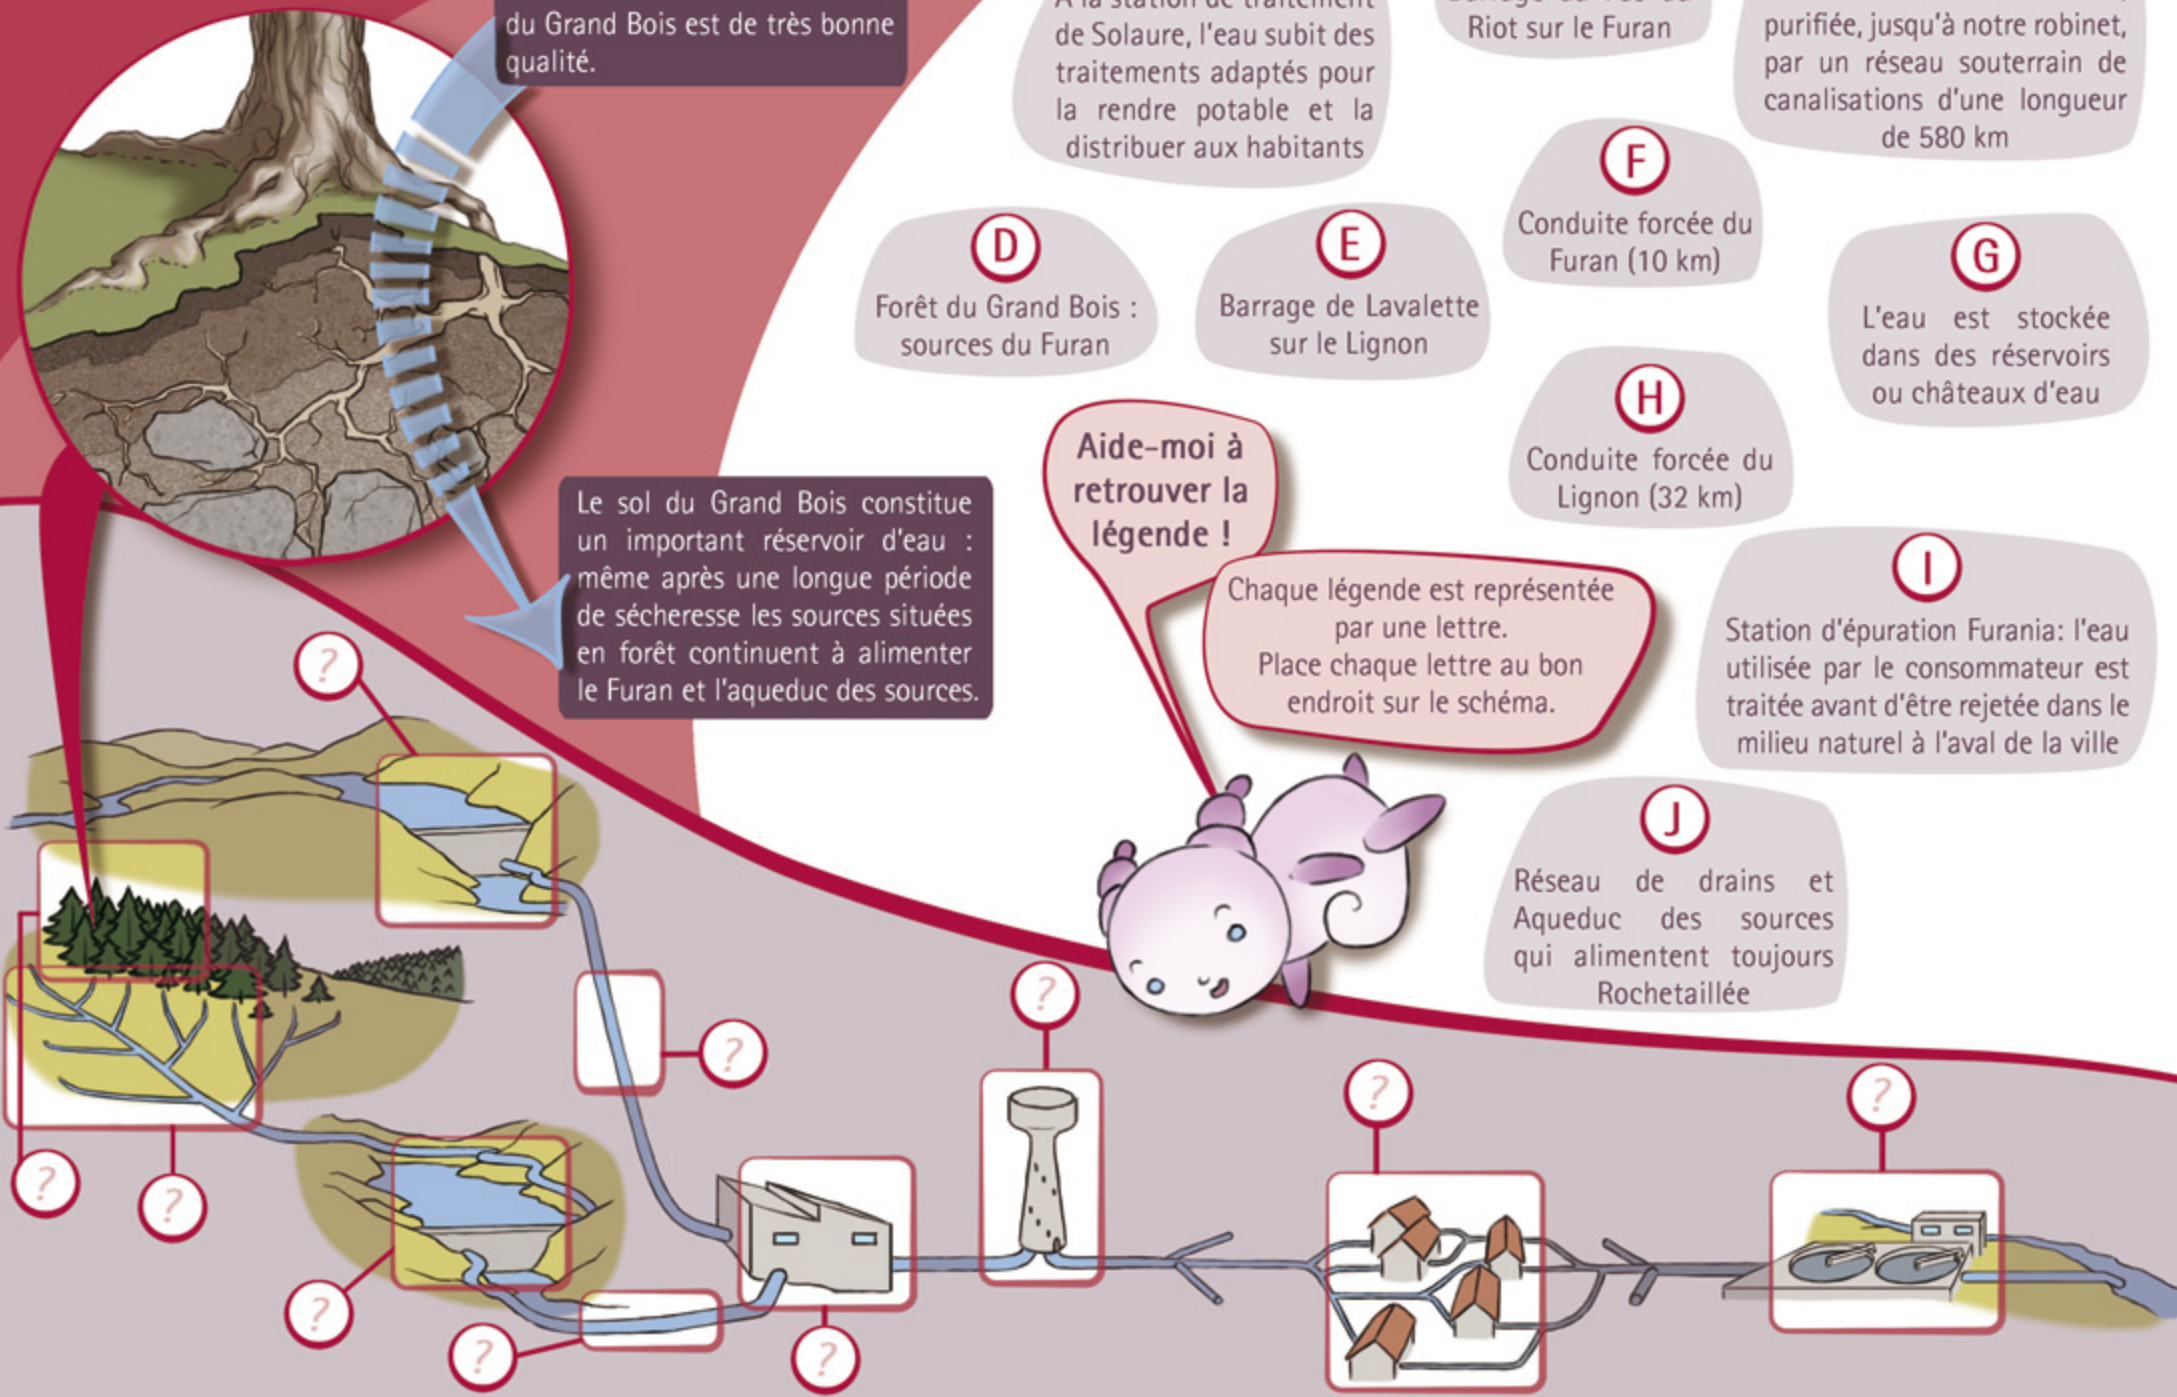 du Grand Bois est de très bonne
qualité.
de Solaure, l'eau subit des
traitements adaptés pour
la rendre potable et la
distribuer aux habitants
Riot sur le Furan
purifiée, jusqu'à notre robinet,
par un réseau souterrain de
canalisations d'une longueur
de 580 km
D
Forêt du Grand Bois :
sources du Furan
E
Barrage de Lavalette
sur le Lignon
F
Conduite forcée du
Furan (10 km)
G
L'eau est stockée
dans des réservoirs
ou châteaux d'eau
H
Conduite forcée du
Lignon (32 km)
Aide-moi à
retrouver la
légende !
Chaque légende est représentée
par une lettre.
Place chaque lettre au bon
endroit sur le schéma.
Le sol du Grand Bois constitue
un important réservoir d'eau :
même après une longue période
de sécheresse les sources situées
en forêt continuent à alimenter
le Furan et l'aqueduc des sources.
I
Station d'épuration Furania: l'eau
utilisée par le consommateur est
traitée avant d'être rejetée dans le
milieu naturel à l'aval de la ville
J
Réseau de drains et
Aqueduc des sources
qui alimentent toujours
Rochetaillée
?
?
?
?
?
?
?
?
?
?